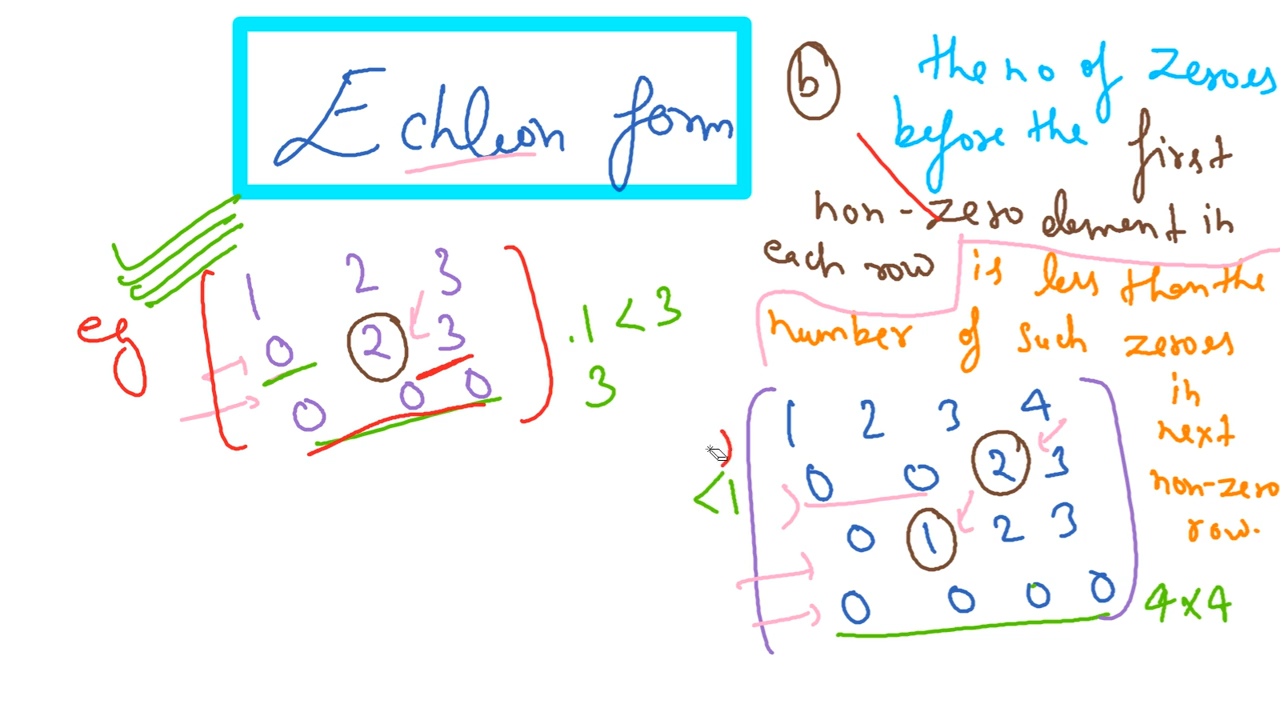 Echleon form
eg
1 2 3
0 2 3
0 0 0
.1 < 3
3
b
the no of zeroes
before the first
non-zero element in
each row is less than the
number of such zeroes
in
next
non-zero
row.
1 2 3 4
0 0 2 3
0 1 2 3
0 0 0 0
<1
4×4